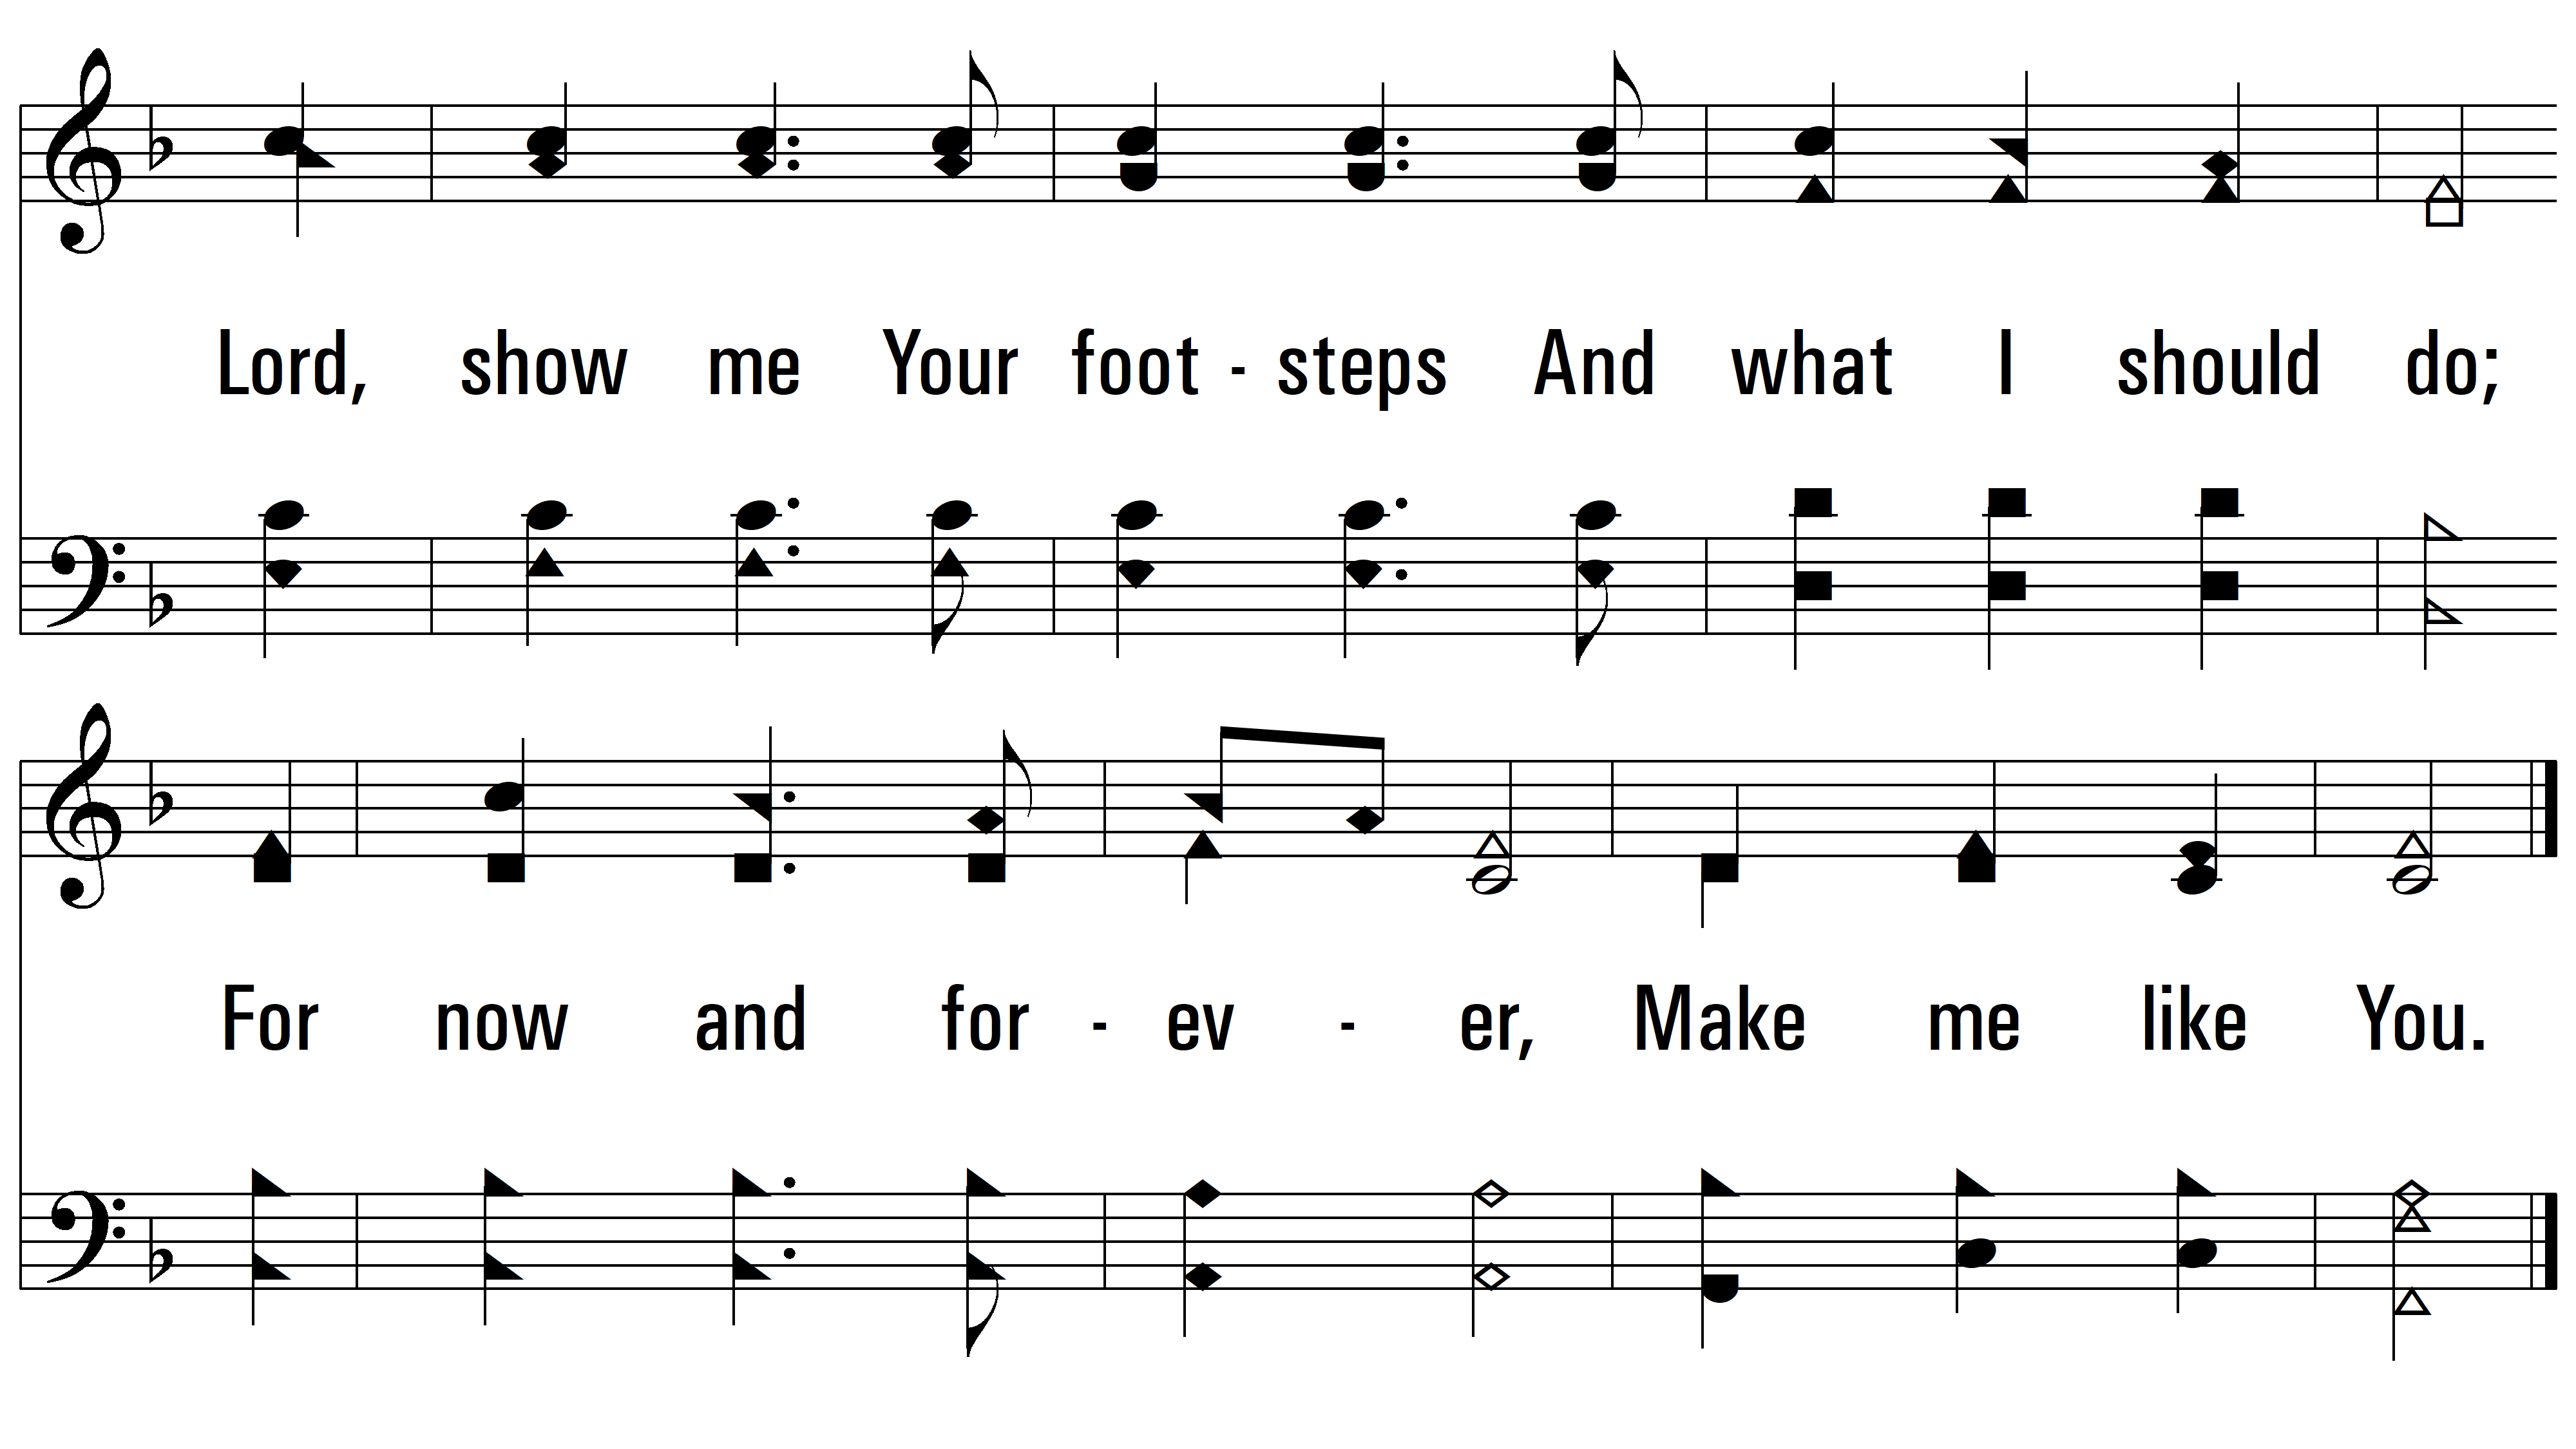 Lord, show me Your foot - steps And what I should do;
For now and for - ev - er, Make me like You.